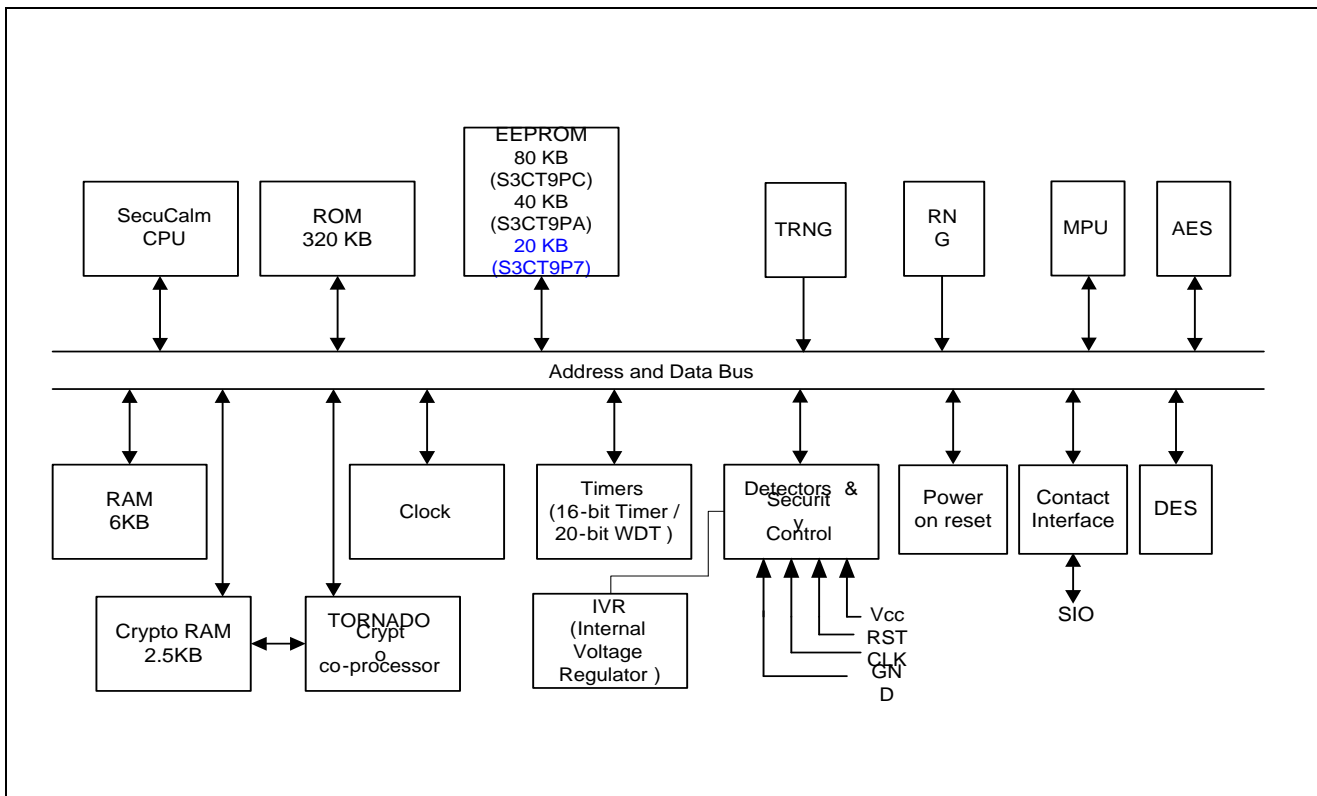 SecuCalm
CPU
ROM
320 KB
EEPROM
80 KB
(S3CT9PC)
40 KB
(S3CT9PA)
20 KB
(S3CT9P7)
TRNG
RN
G
MPU
AES
Address and Data Bus
RAM
6KB
Clock
Timers
(16-bit Timer /
20-bit WDT )
Detectors &
Securit
y
Control
Power
on reset
Contact
Interface
DES
Crypto RAM
2.5KB
TORNADO
Crypt
o
co-processor
IVR
(Internal
Voltage
Regulator )
Vcc
RST
CLK
GN
D
SIO